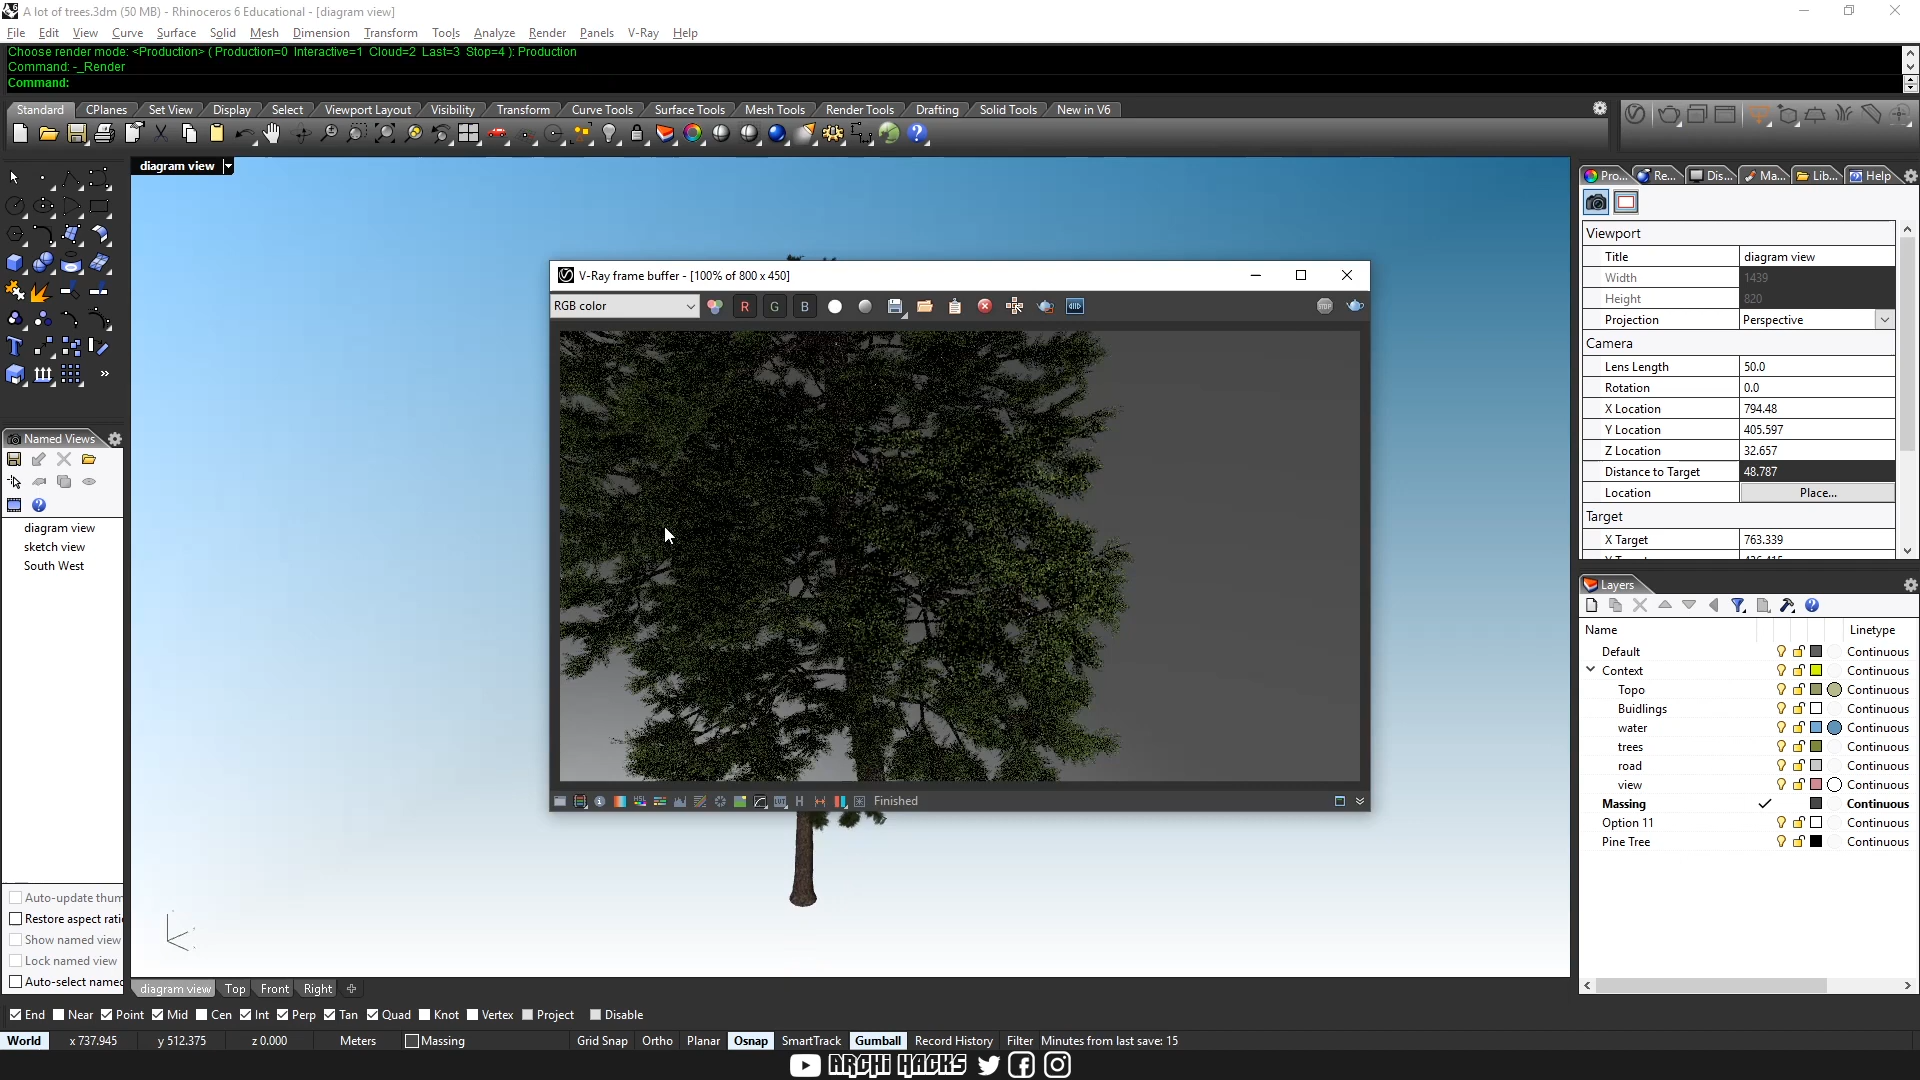 A lot of trees.3dm (50 MB) - Rhinoceros 6 Educational - [diagram view]
File Edit View Curve Surface Solid Mesh Dimension Transform Tools Analyze Render Panels V-Ray Help
Choose render mode: <Production> ( Production=0 Interactive=1 Cloud=2 Last=3 Stop=4 ): Production
Command: -_Render
Command:
Standard CPlanes Set View Display Select Viewport Layout Visibility Transform Curve Tools Surface Tools Mesh Tools Render Tools Drafting Solid Tools New in V6
diagram view
Pro... Re... Dis... Ma... Lib... Help
Viewport
Title diagram view
Width 1439
Height 820
Projection Perspective
Camera
Lens Length 50.0
Rotation 0.0
X Location 794.48
Y Location 405.597
Z Location 32.657
Distance to Target 48.787
Location Place...
Target
X Target 763.339
V-Ray frame buffer - [100% of 800 x 450]
RGB color R G B
STOP
Finished
Named Views
diagram view
sketch view
South West
Auto-update thum
Restore aspect rati
Show named view
Lock named view
Auto-select named
Layers
Name Linetype
Default Continuous
Context Continuous
Topo Continuous
Buidlings Continuous
water Continuous
trees Continuous
road Continuous
view Continuous
Massing Continuous
Option 11 Continuous
Pine Tree Continuous
diagram view Top Front Right
End Near Point Mid Cen Int Perp Tan Quad Knot Vertex Project Disable
World x 737.945 y 512.375 z 0.000 Meters Massing Grid Snap Ortho Planar Osnap SmartTrack Gumball Record History Filter Minutes from last save: 15
ARCHI HACKS